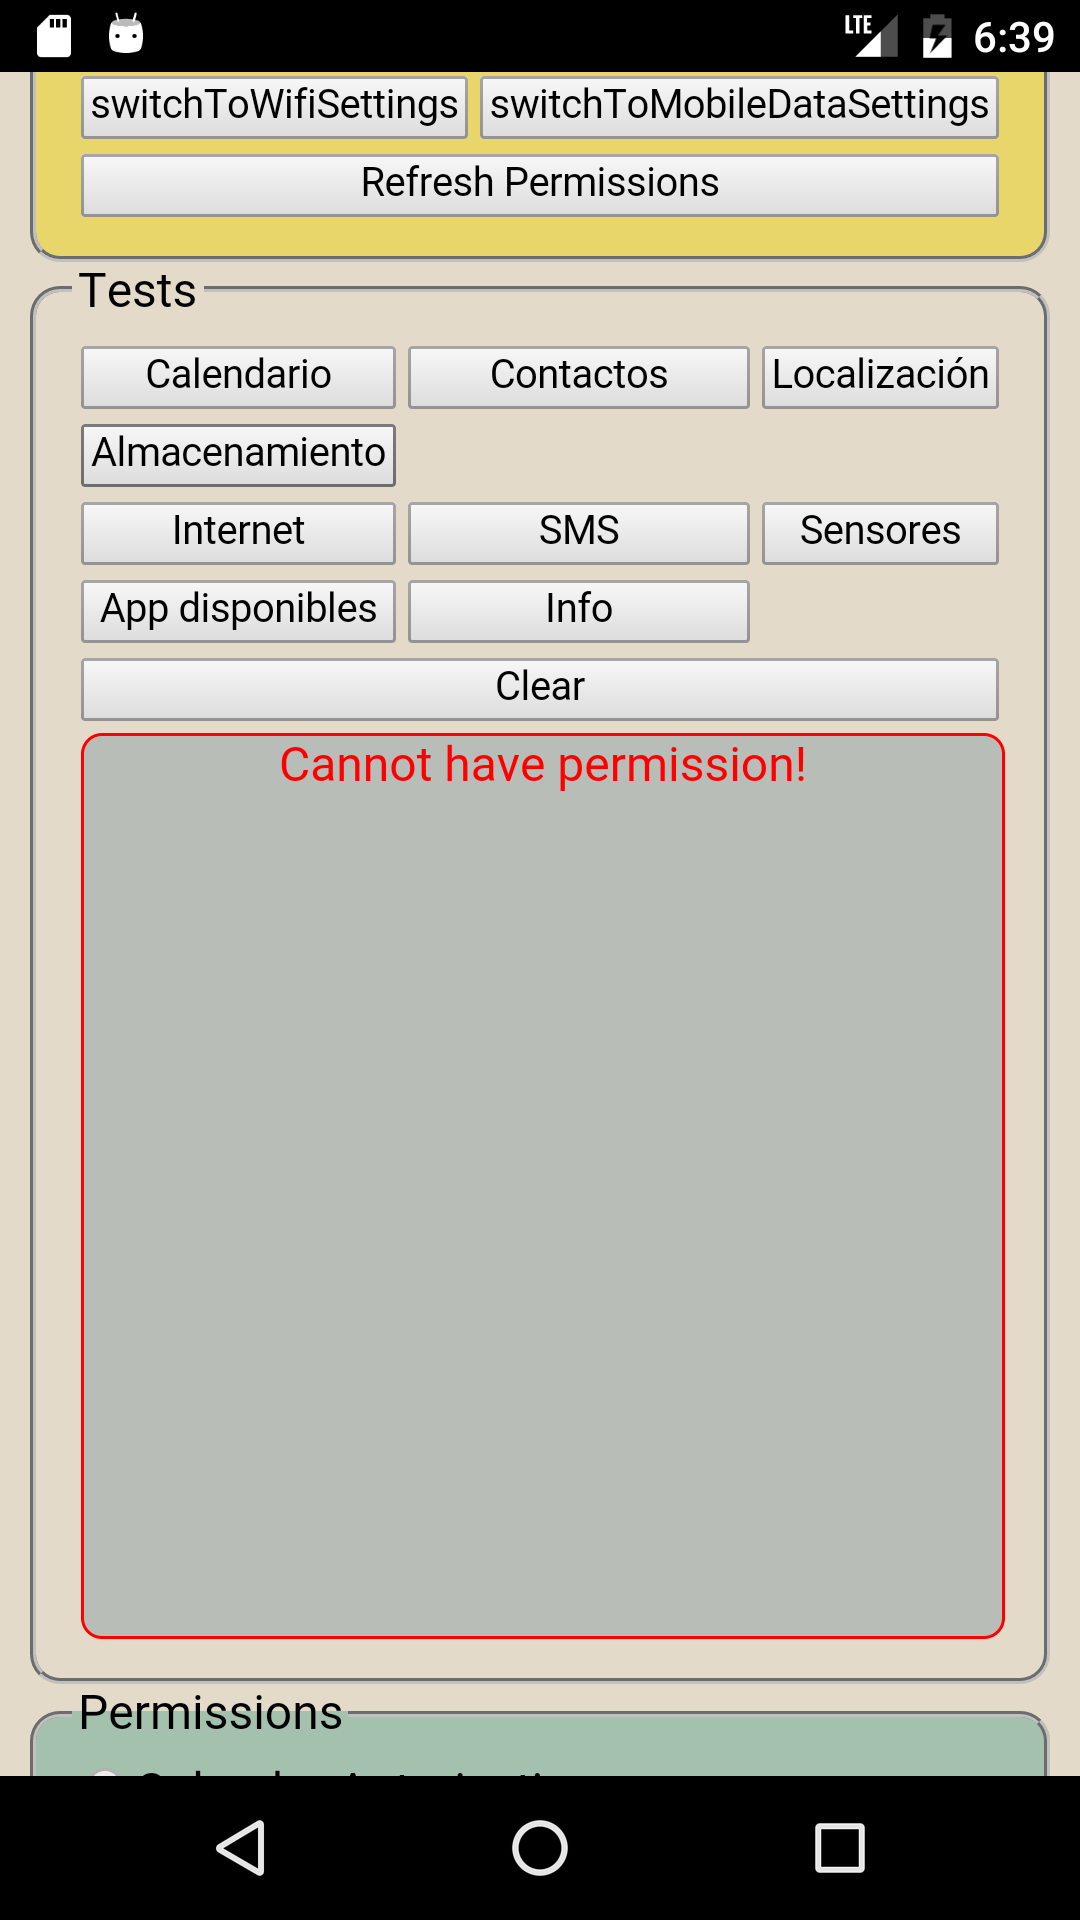 LTE 6:39
switchToWifiSettings switchToMobileDataSettings
Refresh Permissions
Tests
Calendario Contactos Localización
Almacenamiento
Internet SMS Sensores
App disponibles Info
Clear
Cannot have permission!
Permissions